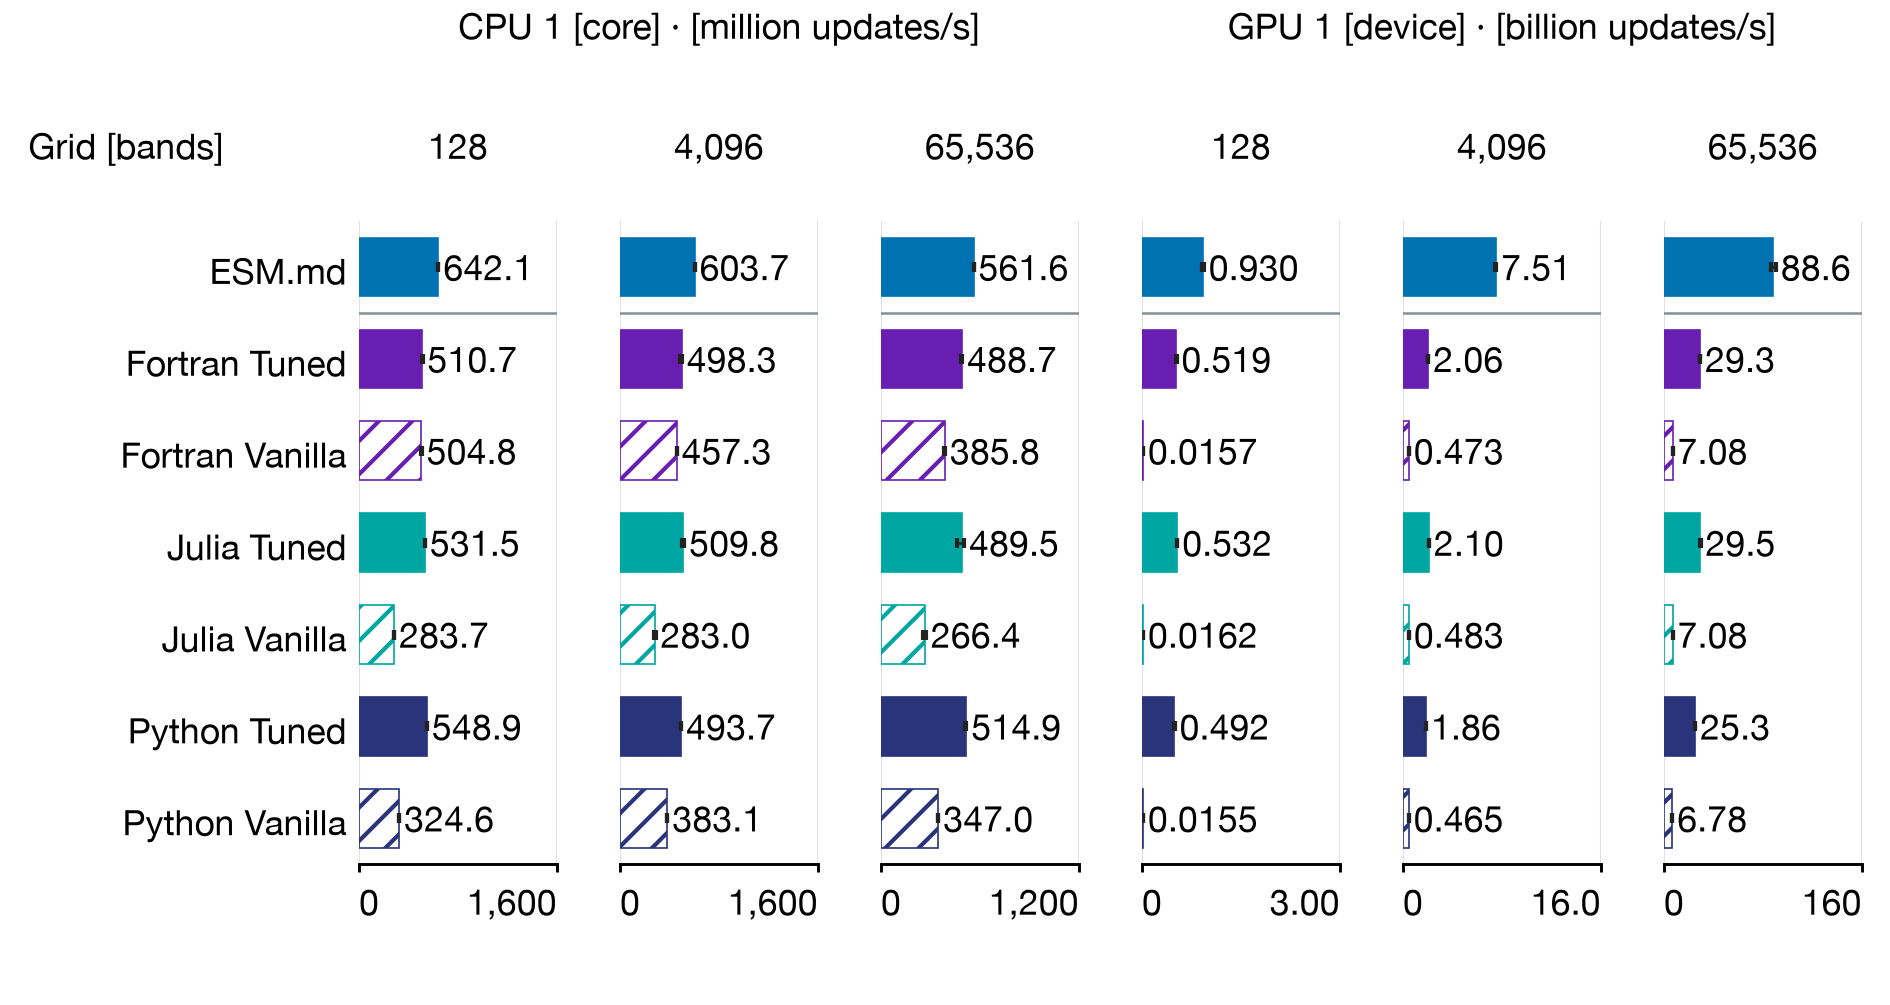 CPU 1 [core] · [million updates/s] GPU 1 [device] · [billion updates/s]
Grid [bands] 128 4,096 65,536 128 4,096 65,536
ESM.md 642.1 603.7 561.6 0.930 7.51 88.6
Fortran Tuned 510.7 498.3 488.7 0.519 2.06 29.3
Fortran Vanilla 504.8 457.3 385.8 0.0157 0.473 7.08
Julia Tuned 531.5 509.8 489.5 0.532 2.10 29.5
Julia Vanilla 283.7 283.0 266.4 0.0162 0.483 7.08
Python Tuned 548.9 493.7 514.9 0.492 1.86 25.3
Python Vanilla 324.6 383.1 347.0 0.0155 0.465 6.78
0 1,600 0 1,600 0 1,200 0 3.00 0 16.0 0 160